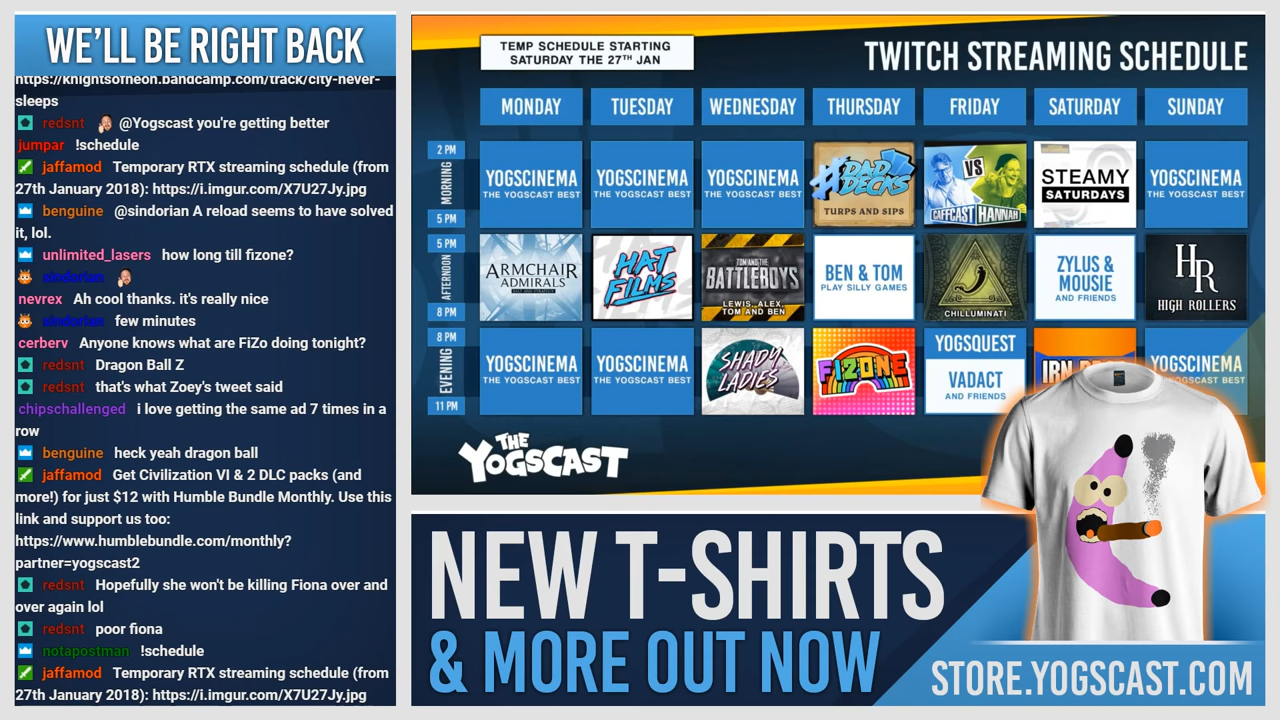 WE'LL BE RIGHT BACK
https://knightsofneon.bandcamp.com/track/city-never-
sleeps
redsnt @Yogscast you're getting better
jumpar !schedule
jaffamod Temporary RTX streaming schedule (from
27th January 2018): https://i.imgur.com/X7U27Jy.jpg
benguine @sindorian A reload seems to have solved
it, lol.
unlimited_lasers how long till fizone?
sindorian
nevrex Ah cool thanks. it's really nice
sindorian few minutes
cerberv Anyone knows what are FiZo doing tonight?
redsnt Dragon Ball Z
redsnt that's what Zoey's tweet said
chipschallenged i love getting the same ad 7 times in a
row
benguine heck yeah dragon ball
jaffamod Get Civilization VI & 2 DLC packs (and
more!) for just $12 with Humble Bundle Monthly. Use this
link and support us too:
https://www.humblebundle.com/monthly?
partner=yogscast2
redsnt Hopefully she won't be killing Fiona over and
over again lol
redsnt poor fiona
notapostman !schedule
jaffamod Temporary RTX streaming schedule (from
27th January 2018): https://i.imgur.com/X7U27Jy.jpg
TEMP SCHEDULE STARTING
SATURDAY THE 27TH JAN
TWITCH STREAMING SCHEDULE
MONDAY TUESDAY WEDNESDAY THURSDAY FRIDAY SATURDAY SUNDAY
2 PM
MORNING
5 PM
YOGSCINEMA
THE YOGSCAST BEST
YOGSCINEMA
THE YOGSCAST BEST
YOGSCINEMA
THE YOGSCAST BEST
#DAD
DECKS
TURPS AND SIPS
VS
CAFFCAST HANNAH
STEAMY
SATURDAYS
YOGSCINEMA
THE YOGSCAST BEST
5 PM
AFTERNOON
8 PM
ARMCHAIR
ADMIRALS
HAT
FILMS
TOM AND THE
BATTLEBOYS
LEWIS, ALEX,
TOM AND BEN
BEN & TOM
PLAY SILLY GAMES
CHILLUMINATI
ZYLUS &
MOUSIE
AND FRIENDS
HR
HIGH ROLLERS
8 PM
EVENING
11 PM
YOGSCINEMA
THE YOGSCAST BEST
YOGSCINEMA
THE YOGSCAST BEST
SHADY
LADIES
FIZONE
YOGSQUEST
VADACT
AND FRIENDS
YOGSCINEMA
THE YOGSCAST BEST
THE
YOGSCAST
NEW T-SHIRTS
& MORE OUT NOW
STORE.YOGSCAST.COM